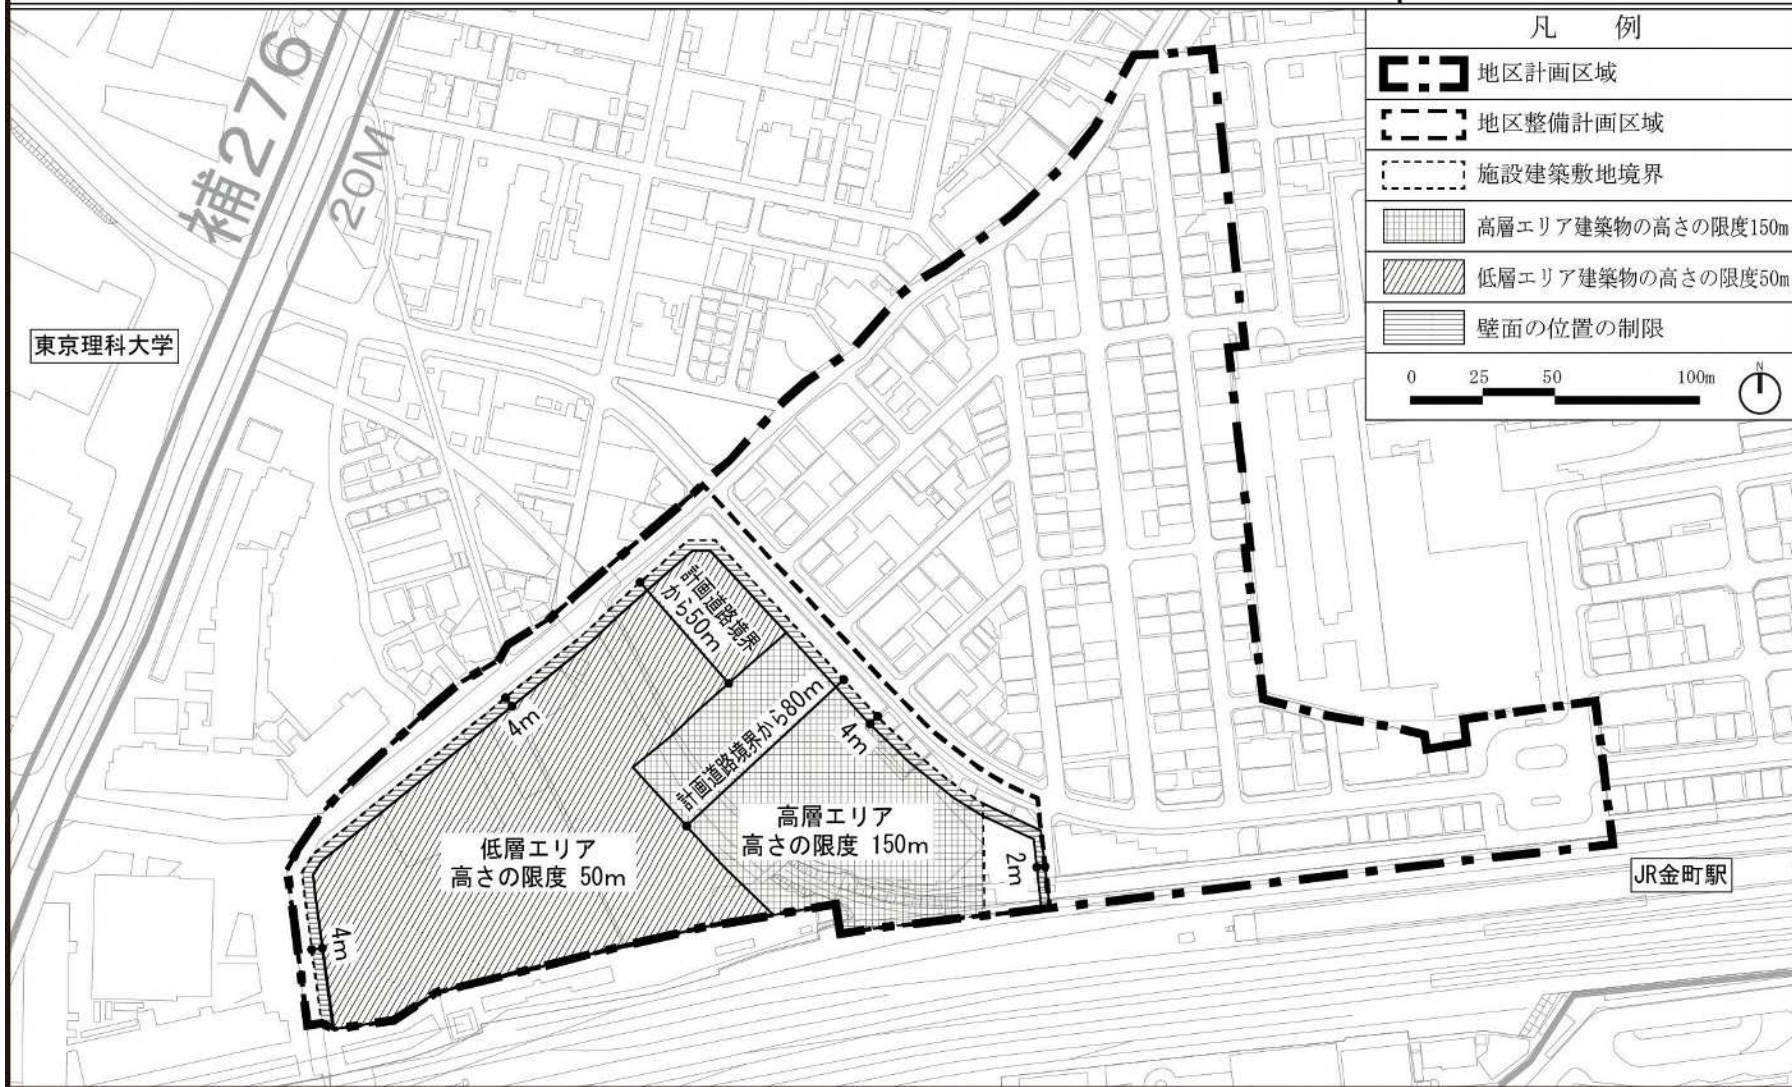 凡 例
地区計画区域
地区整備計画区域
施設建築敷地境界
高層エリア建築物の高さの限度150m
低層エリア建築物の高さの限度50m
壁面の位置の制限
0 25 50 100m
N
補276
20M
東京理科大学
計画道路境界
から50m
計画道路境界から80m
4m
4m
高層エリア
高さの限度 150m
低層エリア
高さの限度 50m
2m
4m
JR金町駅